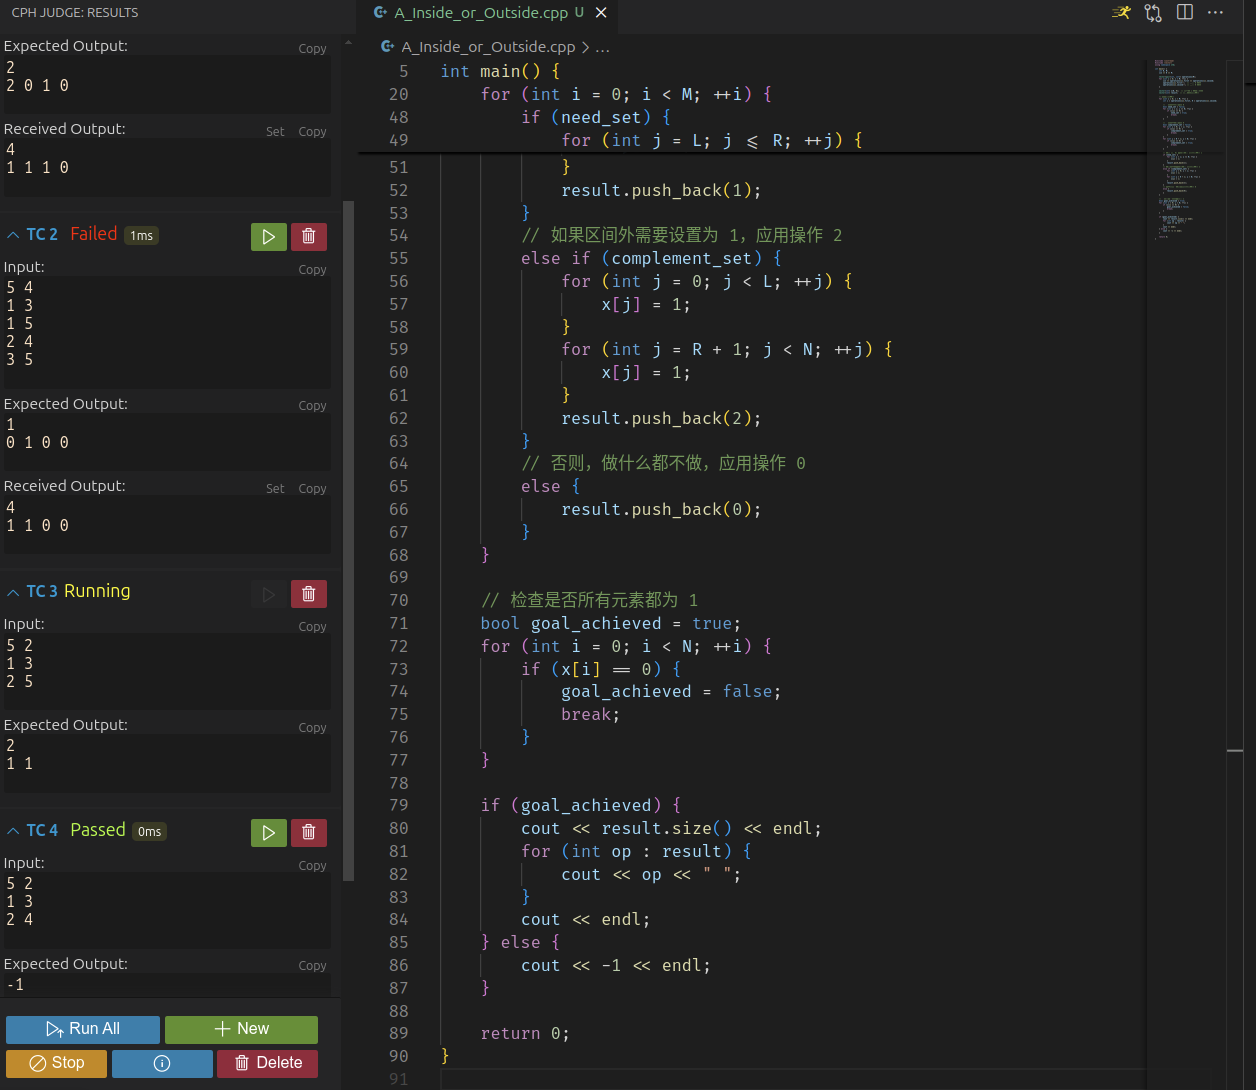 CPH JUDGE: RESULTS
Expected Output:
Copy
2
2 0 1 0
Received Output:
Set Copy
4
1 1 1 0
TC 2 Failed 1ms
Input:
Copy
5 4
1 3
1 5
2 4
3 5
Expected Output:
Copy
1
0 1 0 0
Received Output:
Set Copy
4
1 1 0 0
TC 3 Running
Input:
Copy
5 2
1 3
2 5
Expected Output:
Copy
2
1 1
TC 4 Passed 0ms
Input:
Copy
5 2
1 3
2 4
Expected Output:
Copy
-1
Run All
New
Stop
Delete
A_Inside_or_Outside.cpp U
A_Inside_or_Outside.cpp > ...
5 int main() {
20 for (int i = 0; i < M; ++i) {
48 if (need_set) {
49 for (int j = L; j <= R; ++j) {
51 }
52 result.push_back(1);
53 }
54 // 如果区间外需要设置为 1，应用操作 2
55 else if (complement_set) {
56 for (int j = 0; j < L; ++j) {
57 x[j] = 1;
58 }
59 for (int j = R + 1; j < N; ++j) {
60 x[j] = 1;
61 }
62 result.push_back(2);
63 }
64 // 否则，做什么都不做，应用操作 0
65 else {
66 result.push_back(0);
67 }
68 }
69
70 // 检查是否所有元素都为 1
71 bool goal_achieved = true;
72 for (int i = 0; i < N; ++i) {
73 if (x[i] == 0) {
74 goal_achieved = false;
75 break;
76 }
77 }
78
79 if (goal_achieved) {
80 cout << result.size() << endl;
81 for (int op : result) {
82 cout << op << " ";
83 }
84 cout << endl;
85 } else {
86 cout << -1 << endl;
87 }
88
89 return 0;
90 }
91